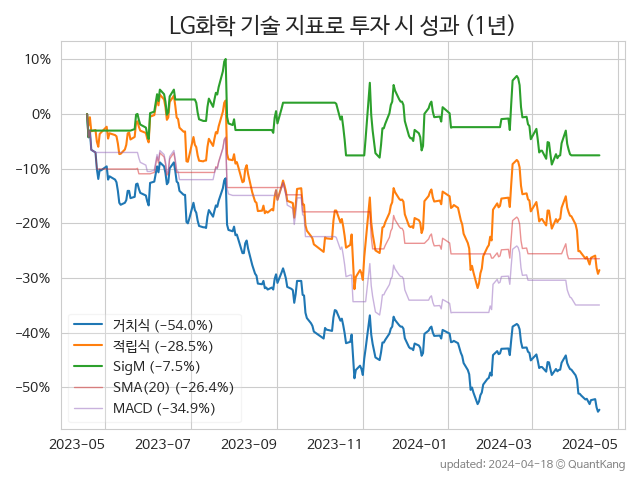 LG화학 기술 지표로 투자 시 성과 (1년)
10%
0%
−10%
−20%
−30%
−40%
−50%
거치식 (−54.0%)
적립식 (−28.5%)
SigM (−7.5%)
SMA(20) (−26.4%)
MACD (−34.9%)
2023-05 2023-07 2023-09 2023-11 2024-01 2024-03 2024-05
updated: 2024-04-18 © QuantKang